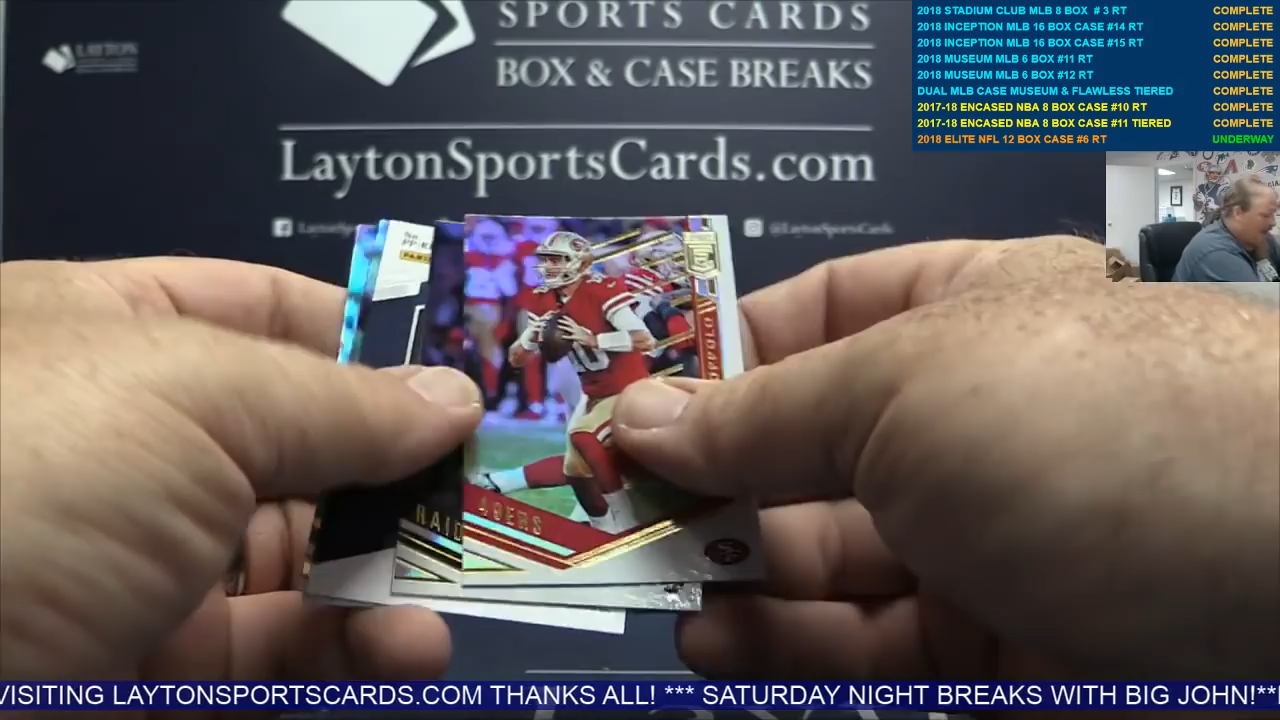 SPORTS CARDS
BOX & CASE BREAKS
LaytonSportsCards.com
LAYTON
@LaytonSportsCards
2018 STADIUM CLUB MLB 8 BOX # 3 RT COMPLETE
2018 INCEPTION MLB 16 BOX CASE #14 RT COMPLETE
2018 INCEPTION MLB 16 BOX CASE #15 RT COMPLETE
2018 MUSEUM MLB 6 BOX #11 RT COMPLETE
2018 MUSEUM MLB 6 BOX #12 RT COMPLETE
DUAL MLB CASE MUSEUM & FLAWLESS TIERED COMPLETE
2017-18 ENCASED NBA 8 BOX CASE #10 RT COMPLETE
2017-18 ENCASED NBA 8 BOX CASE #11 TIERED COMPLETE
2018 ELITE NFL 12 BOX CASE #6 RT UNDERWAY
OPPOLO
10
RAID
49ERS
VISITING LAYTONSPORTSCARDS.COM THANKS ALL! *** SATURDAY NIGHT BREAKS WITH BIG JOHN!**